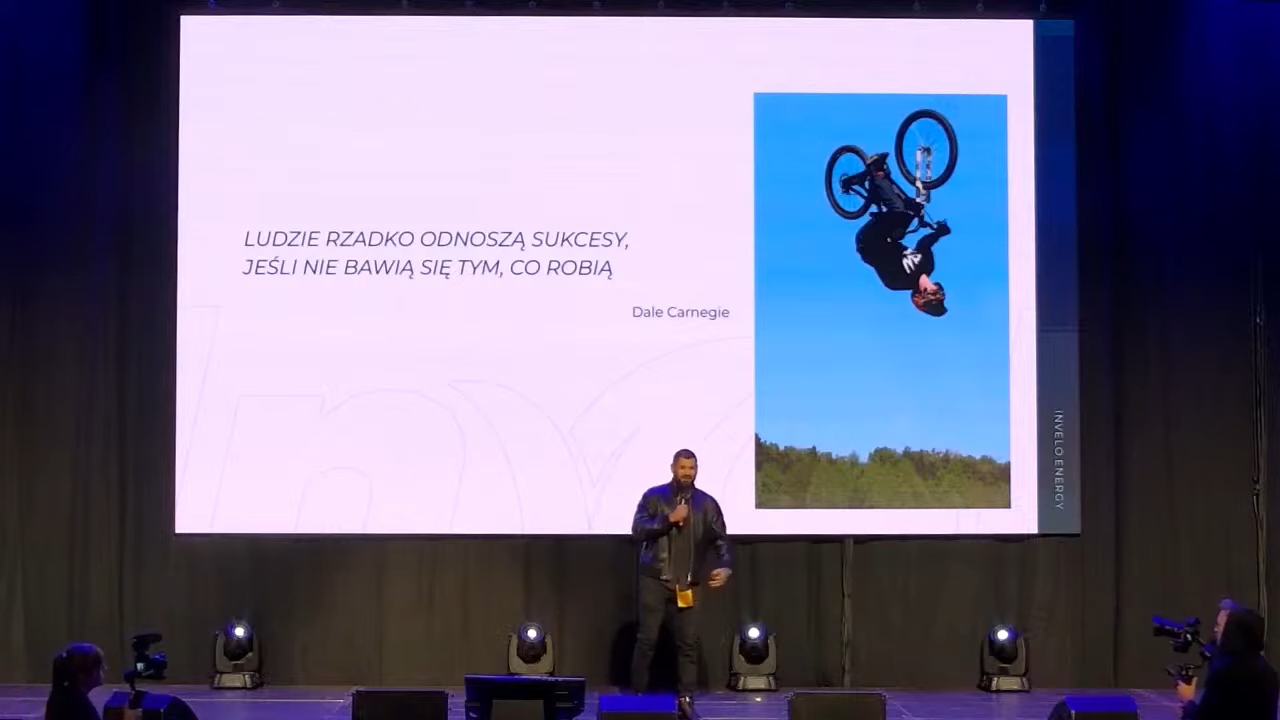 LUDZIE RZADKO ODNOSZĄ SUKCESY,
JEŚLI NIE BAWIĄ SIĘ TYM, CO ROBIĄ
Dale Carnegie
INVELO.ENERGY